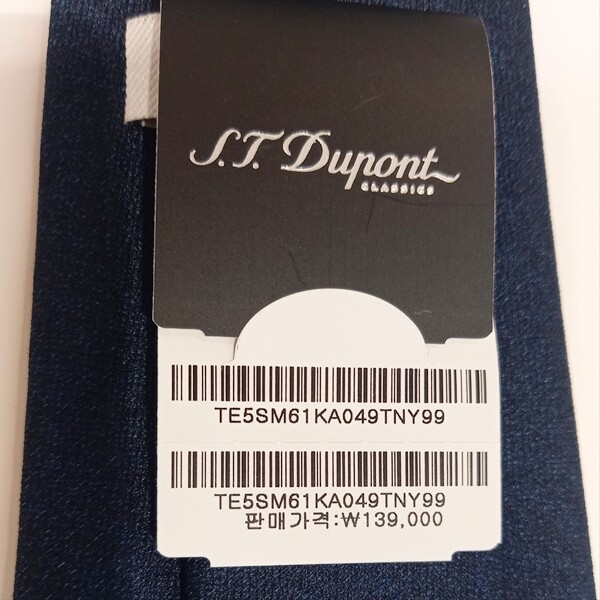 S.T. Dupont
CLASSICS
TE5SM61KA049TNY99
TE5SM61KA049TNY99
판매가격:₩139,000